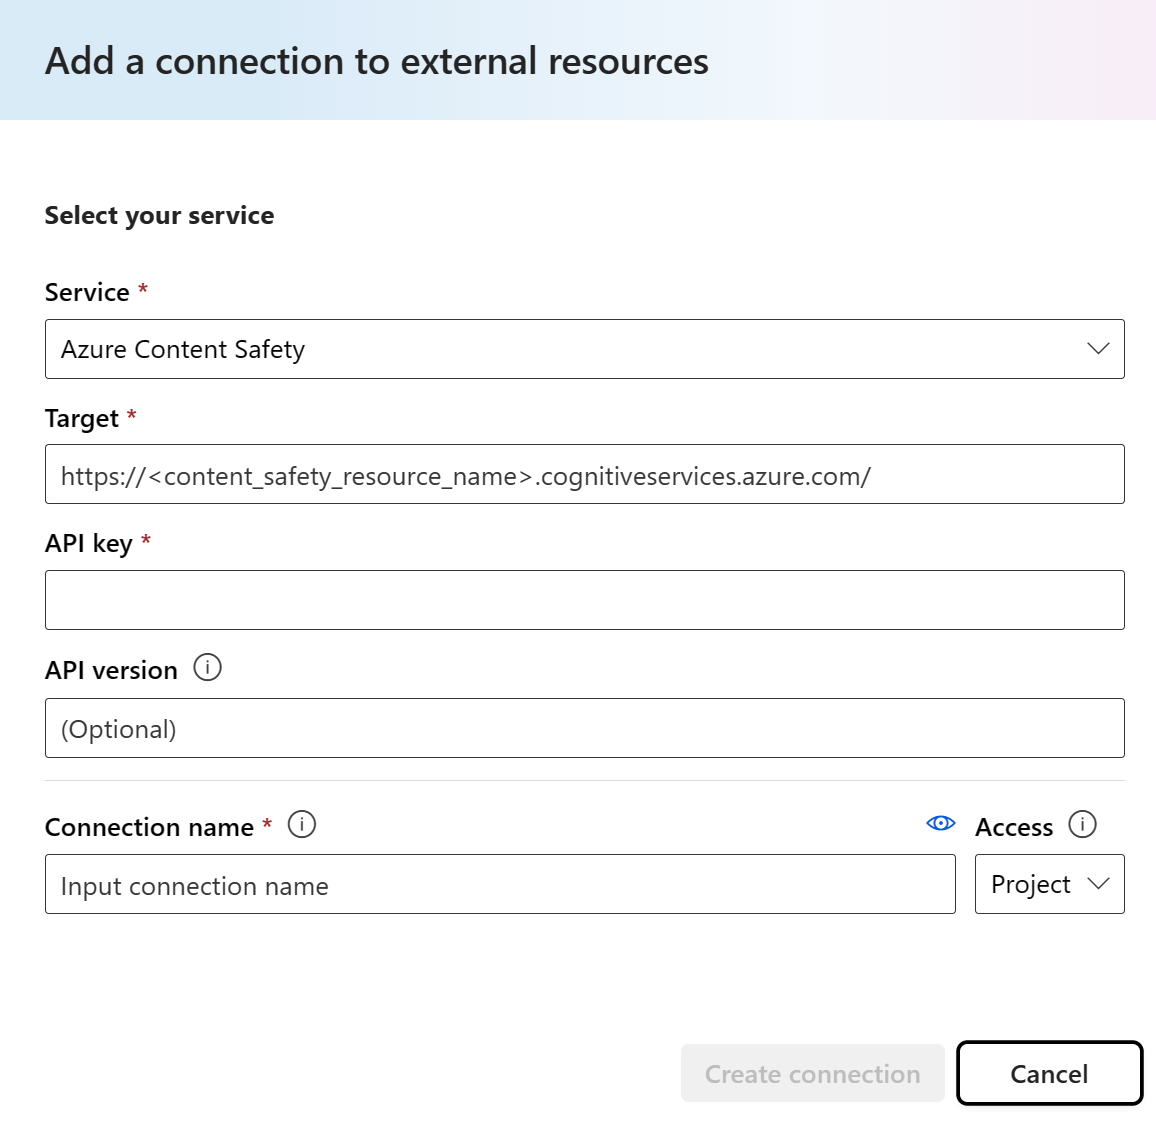 Add a connection to external resources
Select your service
Service *
Azure Content Safety
Target *
https://<content_safety_resource_name>.cognitiveservices.azure.com/
API key *
API version
(Optional)
Connection name *
Access
Input connection name
Project
Create connection
Cancel